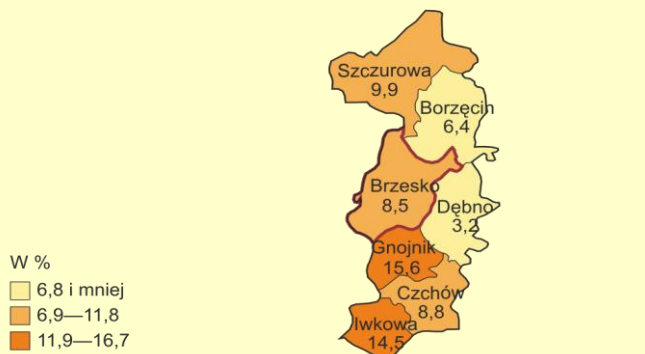 Szczurowa
9,9
Borzęcin
6,4
Brzesko
8,5
Dębno
3,2
Gnojnik
15,6
Czchów
8,8
Iwkowa
14,5
W %
6,8 i mniej
6,9—11,8
11,9—16,7